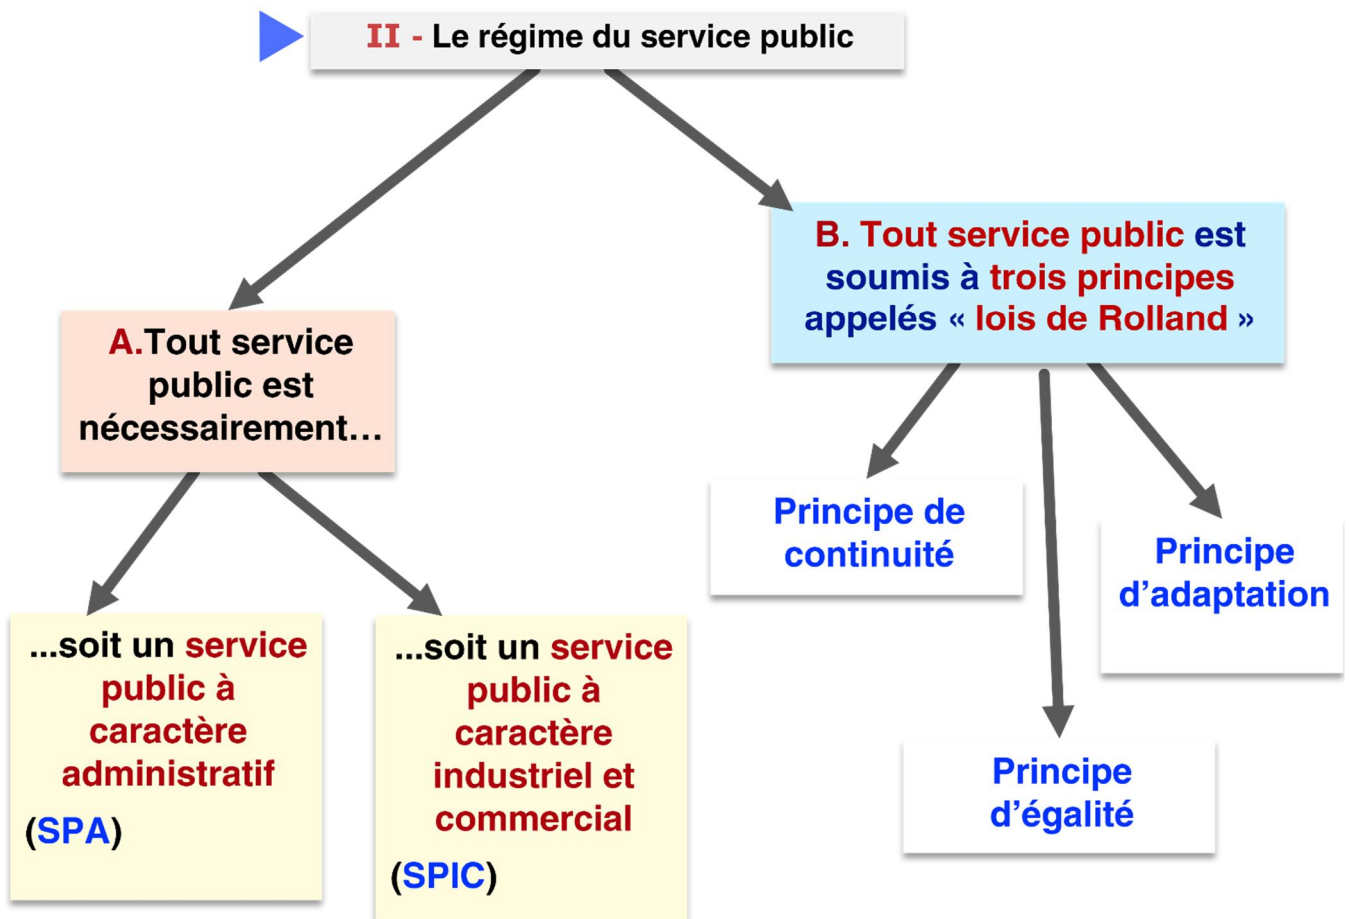 II - Le régime du service public
B. Tout service public est
soumis à trois principes
appelés « lois de Rolland »
A.Tout service
public est
nécessairement…
Principe de
continuité
Principe
d’adaptation
...soit un service
public à
caractère
administratif
(SPA)
...soit un service
public à
caractère
industriel et
commercial
(SPIC)
Principe
d’égalité